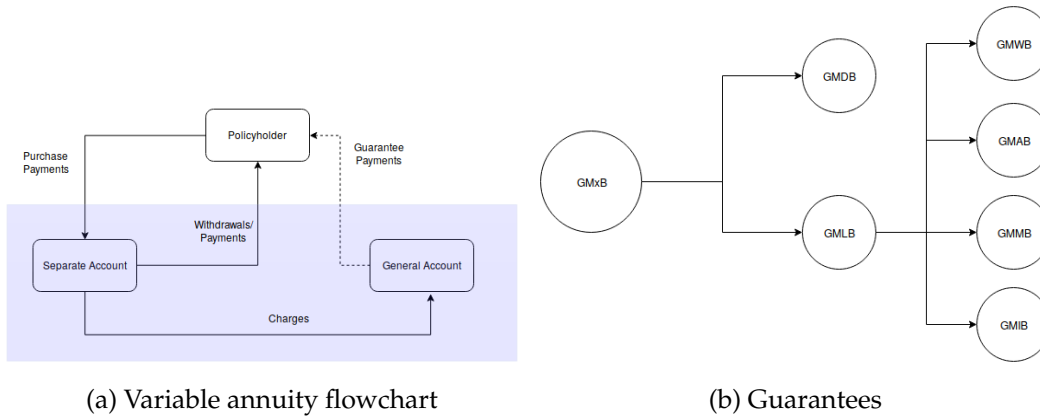 Policyholder
Purchase
Payments
Guarantee
Payments
Withdrawals/
Payments
Separate Account
General Account
Charges
(a) Variable annuity flowchart
GMxB
GMDB
GMLB
GMWB
GMAB
GMMB
GMIB
(b) Guarantees